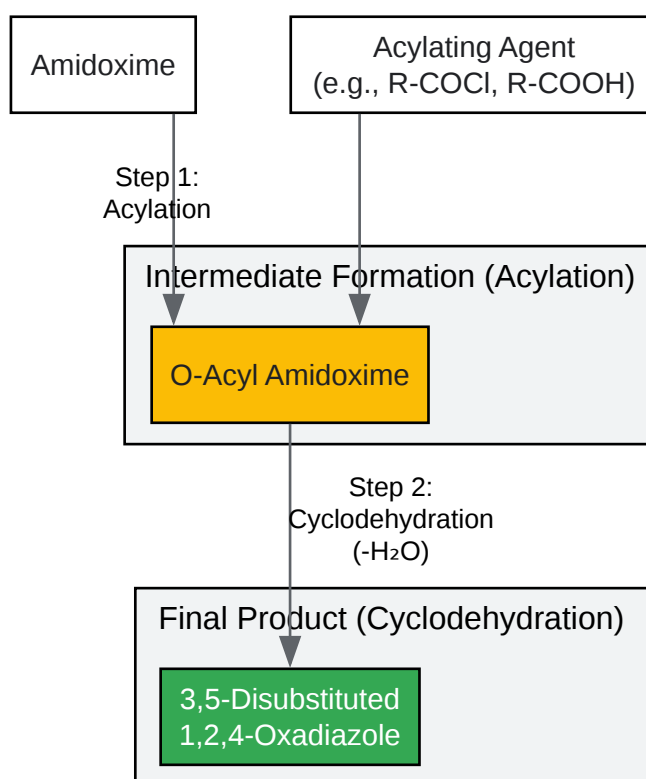 Amidoxime
Acylating Agent
(e.g., R-COCl, R-COOH)
Step 1:
Acylation
Intermediate Formation (Acylation)
O-Acyl Amidoxime
Step 2:
Cyclodehydration
(-H₂O)
Final Product (Cyclodehydration)
3,5-Disubstituted
1,2,4-Oxadiazole